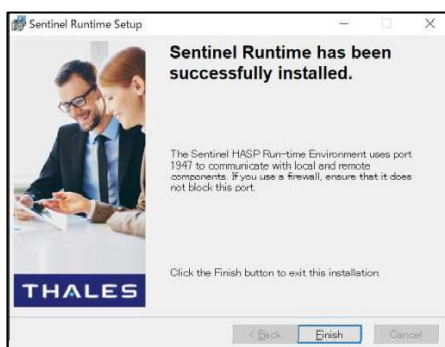 Sentinel Runtime Setup
Sentinel Runtime has been
successfully installed.
The Sentinel HASP Run-time Environment uses port
1947 to communicate with local and remote
components. If you use a firewall, ensure that it does
not block this port.
Click the Finish button to exit this installation.
THALES
< Back
Finish
Cancel